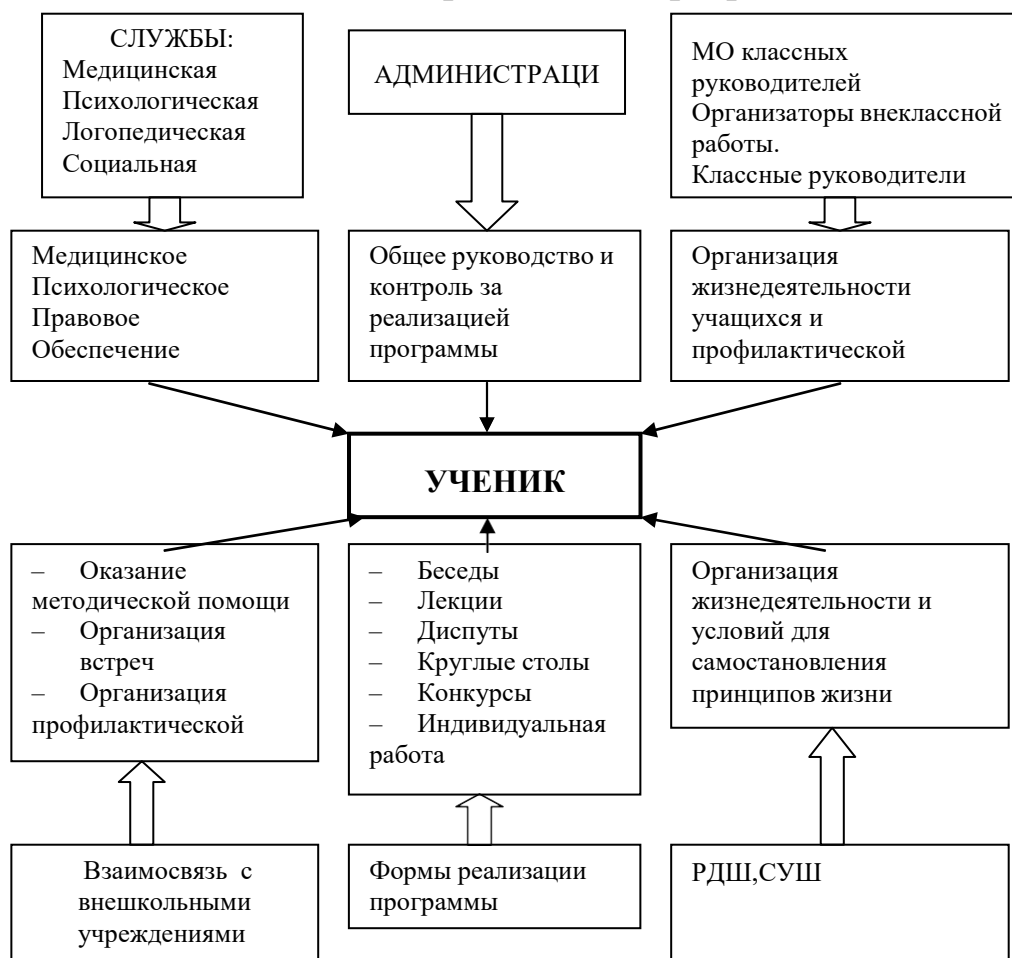 СЛУЖБЫ:
Медицинская
Психологическая
Логопедическая
Социальная
АДМИНИСТРАЦИ
МО классных
руководителей
Организаторы внеклассной
работы.
Классные руководители
Медицинское
Психологическое
Правовое
Обеспечение
Общее руководство и
контроль за
реализацией
программы
Организация
жизнедеятельности
учащихся и
профилактической
УЧЕНИК
– Оказание
методической помощи
– Организация
встреч
– Организация
профилактической
– Беседы
– Лекции
– Диспуты
– Круглые столы
– Конкурсы
– Индивидуальная
работа
Организация
жизнедеятельности и
условий для
самостановления
принципов жизни
Взаимосвязь с
внешкольными
учреждениями
Формы реализации
программы
РДШ,СУШ